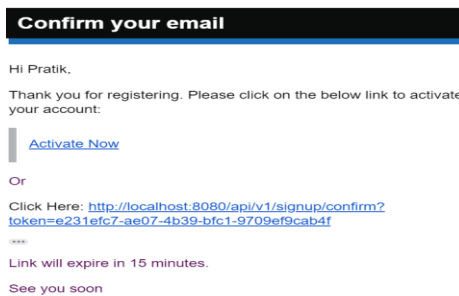 Confirm your email
Hi Pratik,
Thank you for registering. Please click on the below link to activate
your account:
Activate Now
Or
Click Here: http://localhost:8080/api/v1/signup/confirm?
token=e231efc7-ae07-4b39-bfc1-9709ef9cab4f
Link will expire in 15 minutes.
See you soon